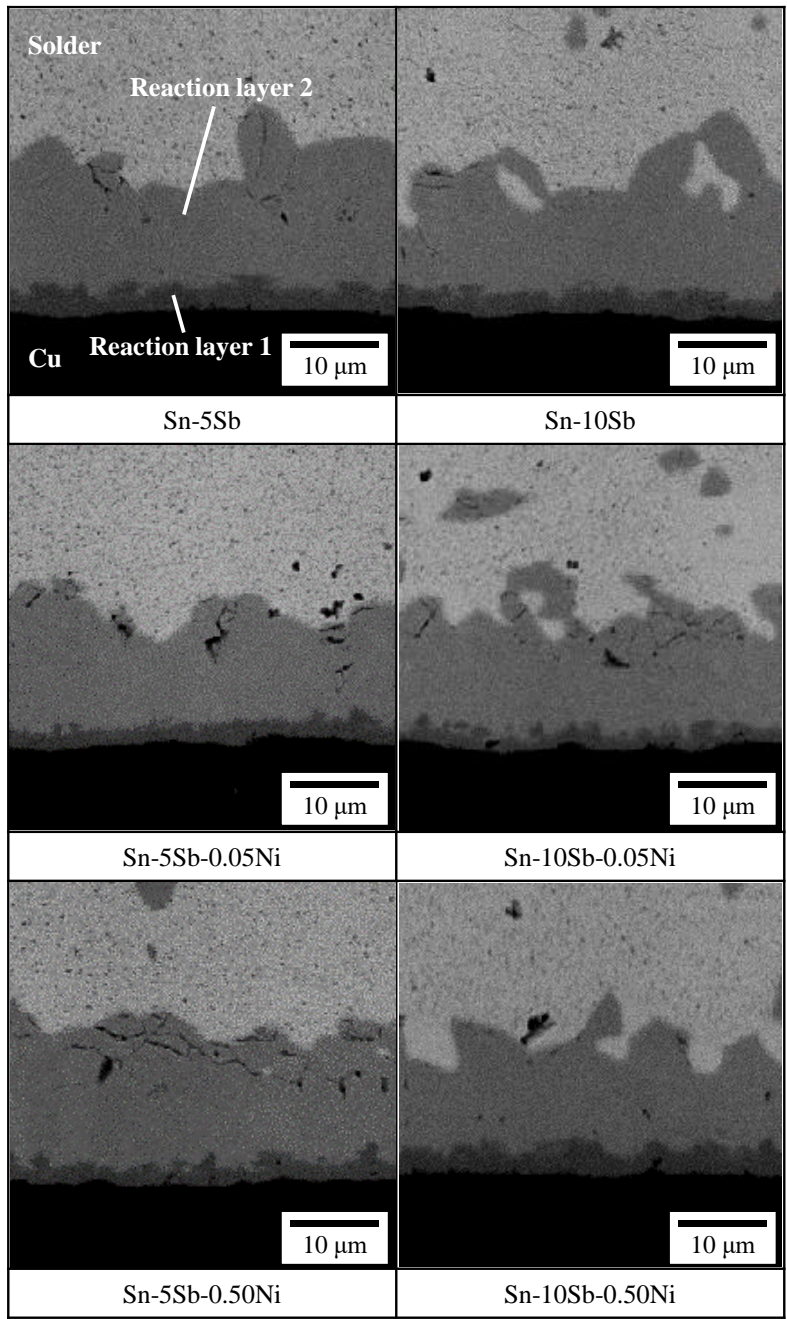 Solder
Reaction layer 2
Reaction layer 1
Cu
10 μm
10 μm
Sn-5Sb
Sn-10Sb
10 μm
10 μm
Sn-5Sb-0.05Ni
Sn-10Sb-0.05Ni
10 μm
10 μm
Sn-5Sb-0.50Ni
Sn-10Sb-0.50Ni